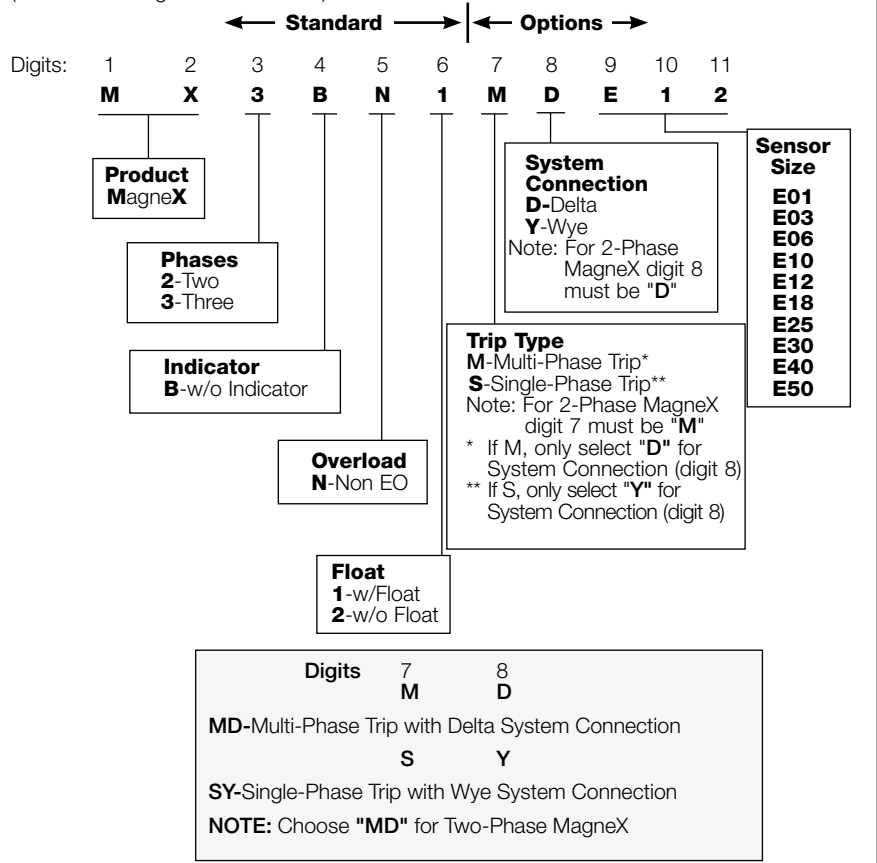 Standard Options
Digits: 1 2 3 4 5 6 7 8 9 10 11
M X 3 B N 1 M D E 1 2
Product
MagneX
Phases
2-Two
3-Three
Indicator
B-w/o Indicator
Overload
N-Non EO
Float
1-w/Float
2-w/o Float
System
Connection
D-Delta
Y-Wye
Note: For 2-Phase
MagneX digit 8
must be "D"
Trip Type
M-Multi-Phase Trip*
S-Single-Phase Trip**
Note: For 2-Phase MagneX
digit 7 must be "M"
* If M, only select "D" for
System Connection (digit 8)
** If S, only select "Y" for
System Connection (digit 8)
Sensor
Size
E01
E03
E06
E10
E12
E18
E25
E30
E40
E50
Digits 7 8
M D
MD-Multi-Phase Trip with Delta System Connection
S Y
SY-Single-Phase Trip with Wye System Connection
NOTE: Choose "MD" for Two-Phase MagneX